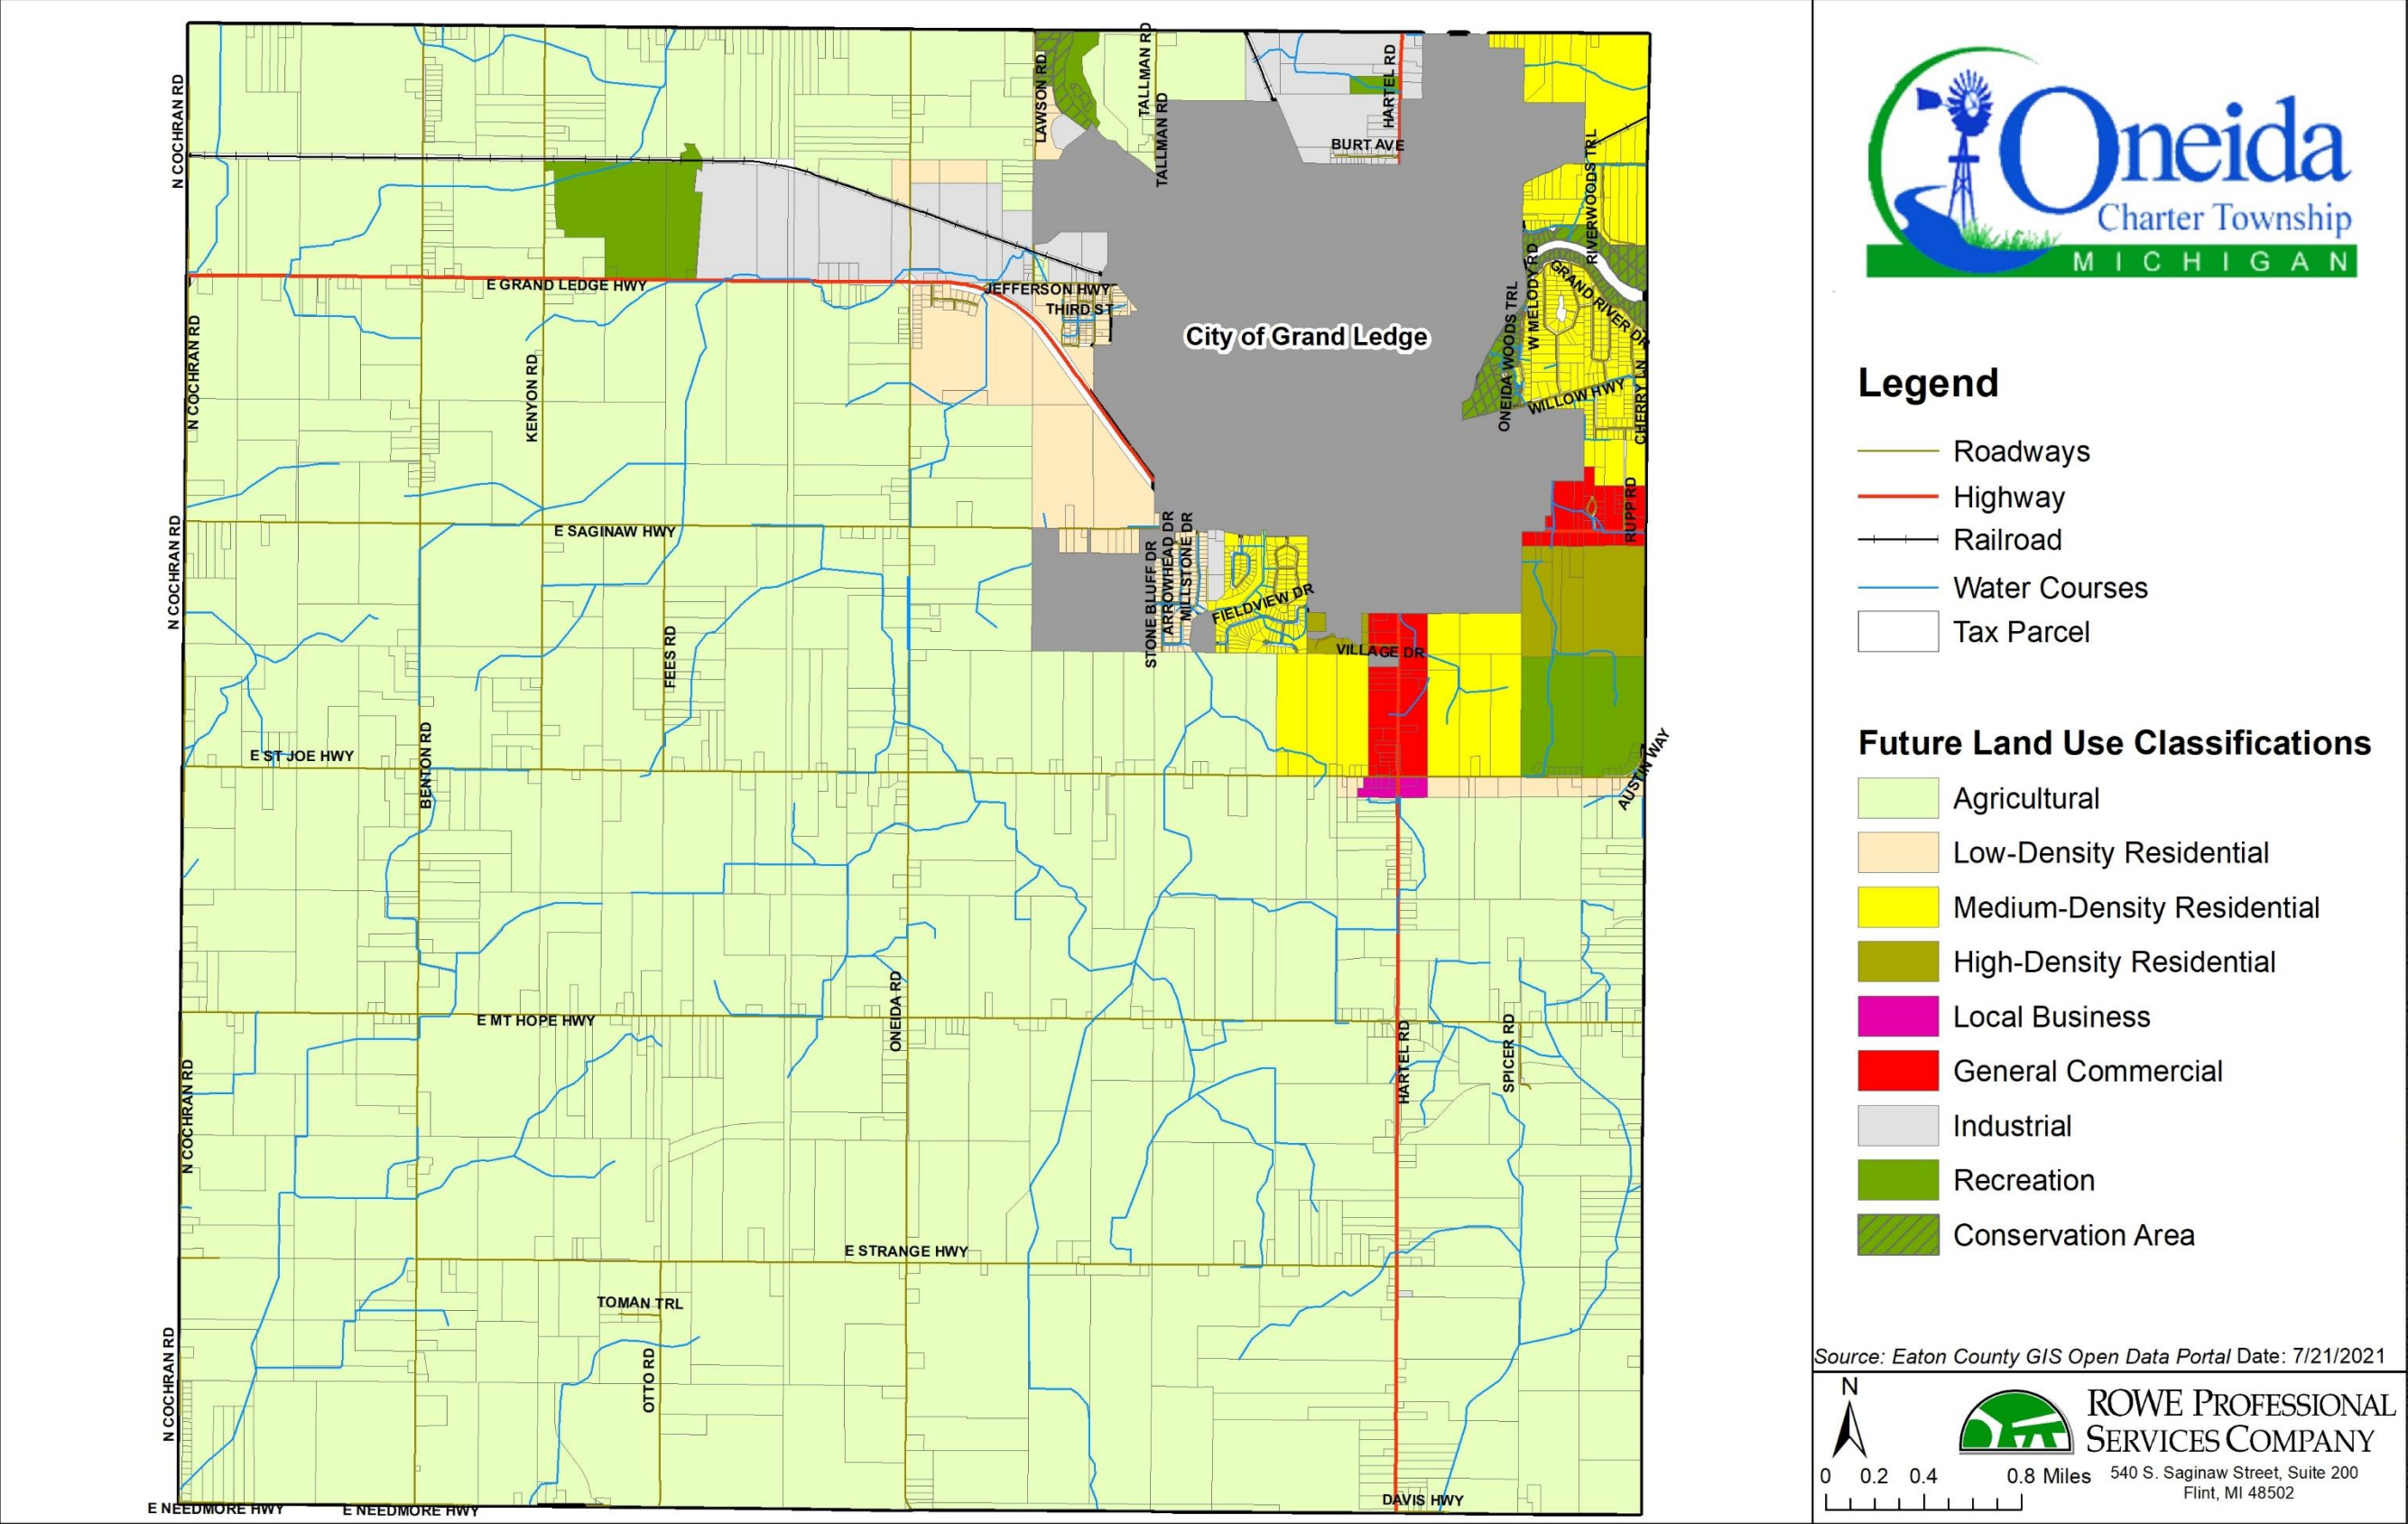 N COCHRAN RD
LAWSON RD
TALLMAN RD
TALLMAN RD
HARTEL RD
BURT AVE
RIVERWOODS TRL
E GRAND LEDGE HWY
JEFFERSON HWY
THIRD ST
City of Grand Ledge
ONEIDA WOODS TRL
W MELODY RD
GRAND RIVER DR
WILLOW HWY
CHERRY LN
N COCHRAN RD
KENYON RD
RUPP RD
N COCHRAN RD
E SAGINAW HWY
STONE BLUFF DR
ARROWHEAD DR
MILLSTONE DR
FIELDVIEW DR
VILLAGE DR
FEES RD
E ST JOE HWY
BENTON RD
AUSTIN WAY
ONEIDA RD
E MT HOPE HWY
HARTEL RD
SPICER RD
N COCHRAN RD
E STRANGE HWY
TOMAN TRL
OTTO RD
N COCHRAN RD
E NEEDMORE HWY
E NEEDMORE HWY
DAVIS HWY
Oneida
Charter Township
MICHIGAN
Legend
Roadways
Highway
Railroad
Water Courses
Tax Parcel
Future Land Use Classifications
Agricultural
Low-Density Residential
Medium-Density Residential
High-Density Residential
Local Business
General Commercial
Industrial
Recreation
Conservation Area
Source: Eaton County GIS Open Data Portal Date: 7/21/2021
N
0 0.2 0.4 0.8 Miles
ROWE PROFESSIONAL
SERVICES COMPANY
540 S. Saginaw Street, Suite 200
Flint, MI 48502